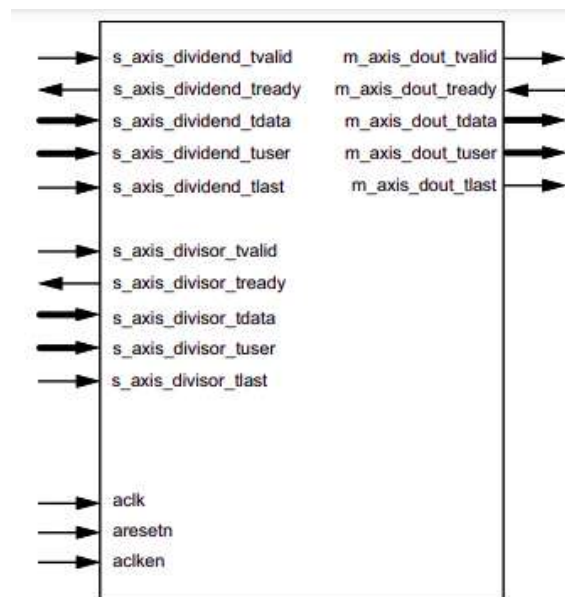 s_axis_dividend_tvalid
s_axis_dividend_tready
s_axis_dividend_tdata
s_axis_dividend_tuser
s_axis_dividend_tlast
s_axis_divisor_tvalid
s_axis_divisor_tready
s_axis_divisor_tdata
s_axis_divisor_tuser
s_axis_divisor_tlast
aclk
aresetn
aclken
m_axis_dout_tvalid
m_axis_dout_tready
m_axis_dout_tdata
m_axis_dout_tuser
m_axis_dout_tlast